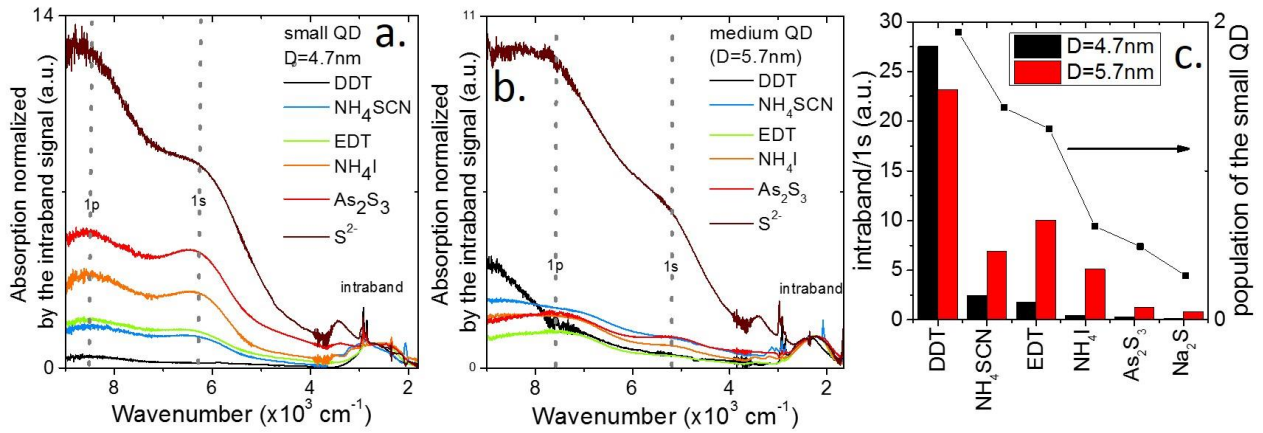 14
small QD
D=4.7nm
a.
DDT
NH4SCN
EDT
NH4I
As2S3
S2-
1p
1s
intraband
0
8
6
4
2
Wavenumber (x10³ cm⁻¹)
Absorption normalized
by the intraband signal (a.u.)
11
medium QD
(D=5.7nm)
b.
DDT
NH4SCN
EDT
NH4I
As2S3
S2-
1p
1s
intraband
0
8
6
4
2
Wavenumber (x10³ cm⁻¹)
Absorption normalized
by the intraband signal (a.u.)
30
25
20
15
10
5
0
intraband/1s (a.u.)
D=4.7nm
D=5.7nm
c.
2
0
population of the small QD
DDT
NH4SCN
EDT
NH4I
As2S3
Na2S